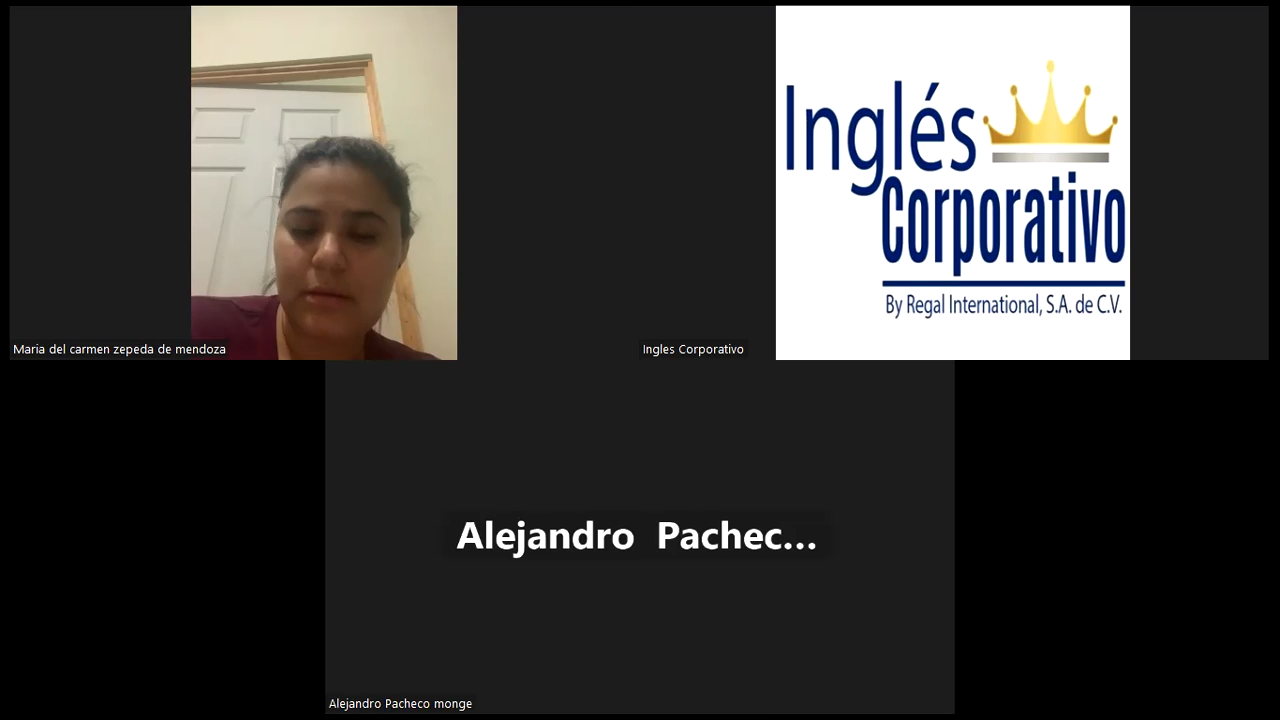 Inglés
Corporativo
By Regal International, S.A. de C.V.
Maria del carmen zepeda de mendoza
Ingles Corporativo
Alejandro Pachec...
Alejandro Pacheco monge